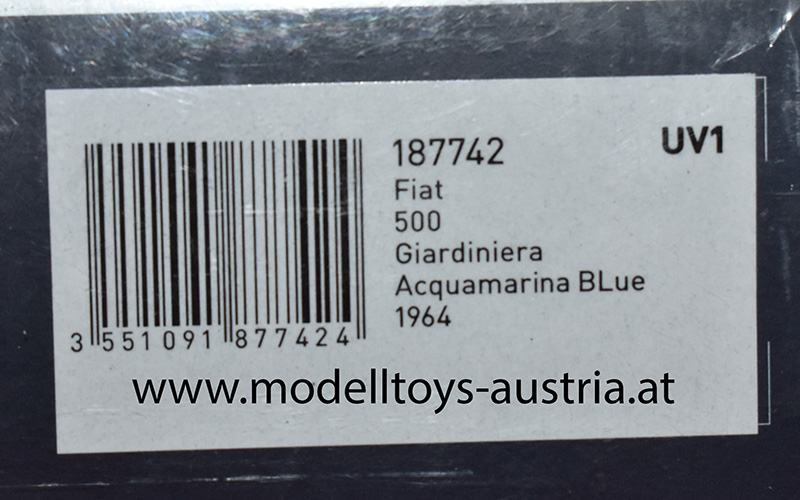 187742
UV1
Fiat
500
Giardiniera
Acquamarina BLue
1964
3 551091 877424
www.modelltoys-austria.at